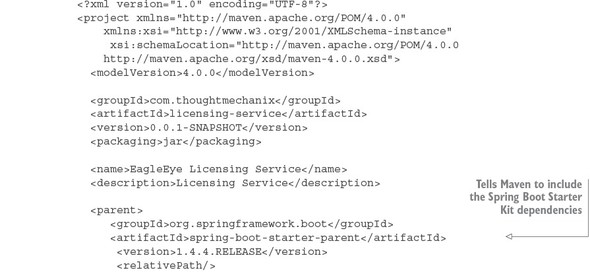 <?xml version="1.0" encoding="UTF-8"?>
<project xmlns="http://maven.apache.org/POM/4.0.0"
xmlns:xsi="http://www.w3.org/2001/XMLSchema-instance"
xsi:schemaLocation="http://maven.apache.org/POM/4.0.0
http://maven.apache.org/xsd/maven-4.0.0.xsd">
<modelVersion>4.0.0</modelVersion>
<groupId>com.thoughtmechanix</groupId>
<artifactId>licensing-service</artifactId>
<version>0.0.1-SNAPSHOT</version>
<packaging>jar</packaging>
<name>EagleEye Licensing Service</name>
<description>Licensing Service</description>
<parent>
<groupId>org.springframework.boot</groupId>
<artifactId>spring-boot-starter-parent</artifactId>
<version>1.4.4.RELEASE</version>
<relativePath/>
Tells Maven to include
the Spring Boot Starter
Kit dependencies